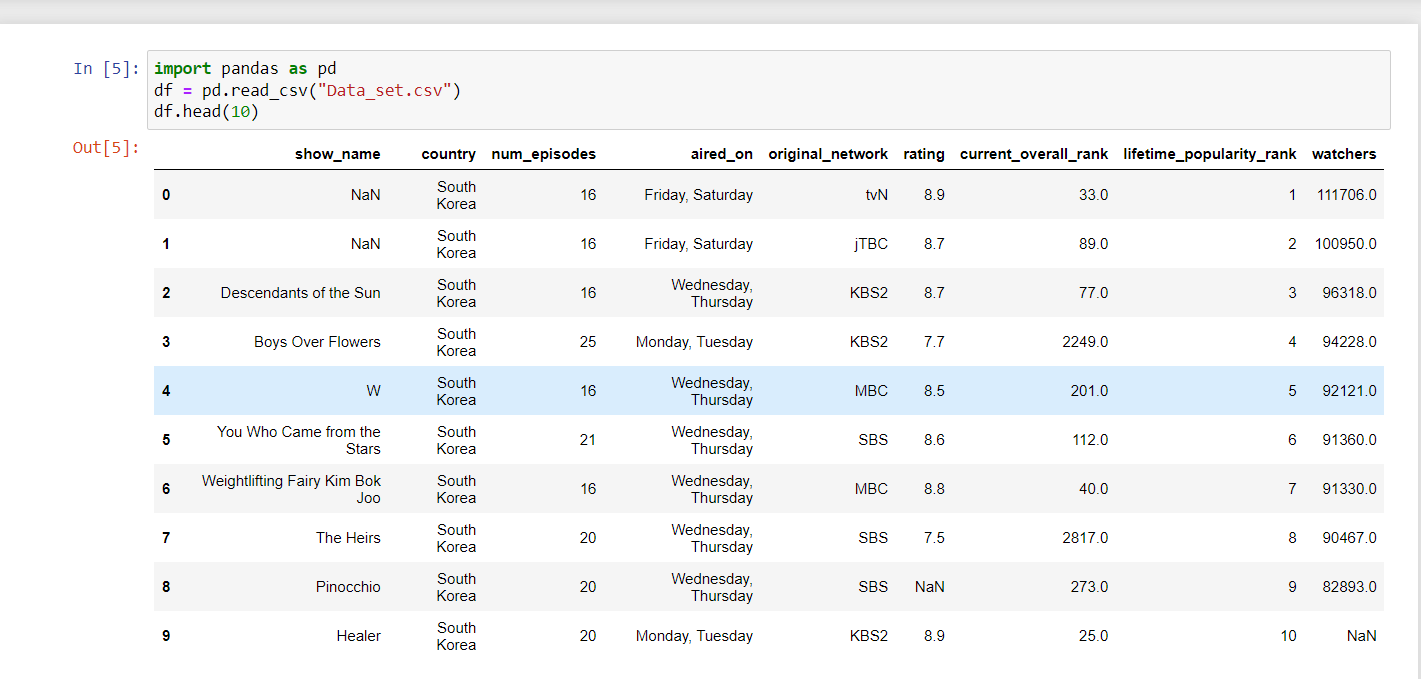 In [5]: import pandas as pd
df = pd.read_csv("Data_set.csv")
df.head(10)
Out[5]:
show_name country num_episodes aired_on original_network rating current_overall_rank lifetime_popularity_rank watchers
0 NaN South Korea 16 Friday, Saturday tvN 8.9 33.0 1 111706.0
1 NaN South Korea 16 Friday, Saturday jTBC 8.7 89.0 2 100950.0
2 Descendants of the Sun South Korea 16 Wednesday, Thursday KBS2 8.7 77.0 3 96318.0
3 Boys Over Flowers South Korea 25 Monday, Tuesday KBS2 7.7 2249.0 4 94228.0
4 W South Korea 16 Wednesday, Thursday MBC 8.5 201.0 5 92121.0
5 You Who Came from the Stars South Korea 21 Wednesday, Thursday SBS 8.6 112.0 6 91360.0
6 Weightlifting Fairy Kim Bok Joo South Korea 16 Wednesday, Thursday MBC 8.8 40.0 7 91330.0
7 The Heirs South Korea 20 Wednesday, Thursday SBS 7.5 2817.0 8 90467.0
8 Pinocchio South Korea 20 Wednesday, Thursday SBS NaN 273.0 9 82893.0
9 Healer South Korea 20 Monday, Tuesday KBS2 8.9 25.0 10 NaN